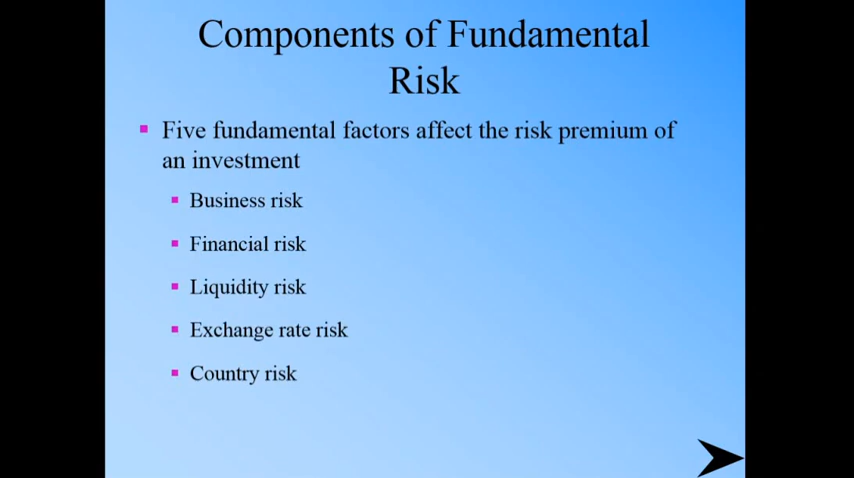 Components of Fundamental
Risk
Five fundamental factors affect the risk premium of
an investment
Business risk
Financial risk
Liquidity risk
Exchange rate risk
Country risk